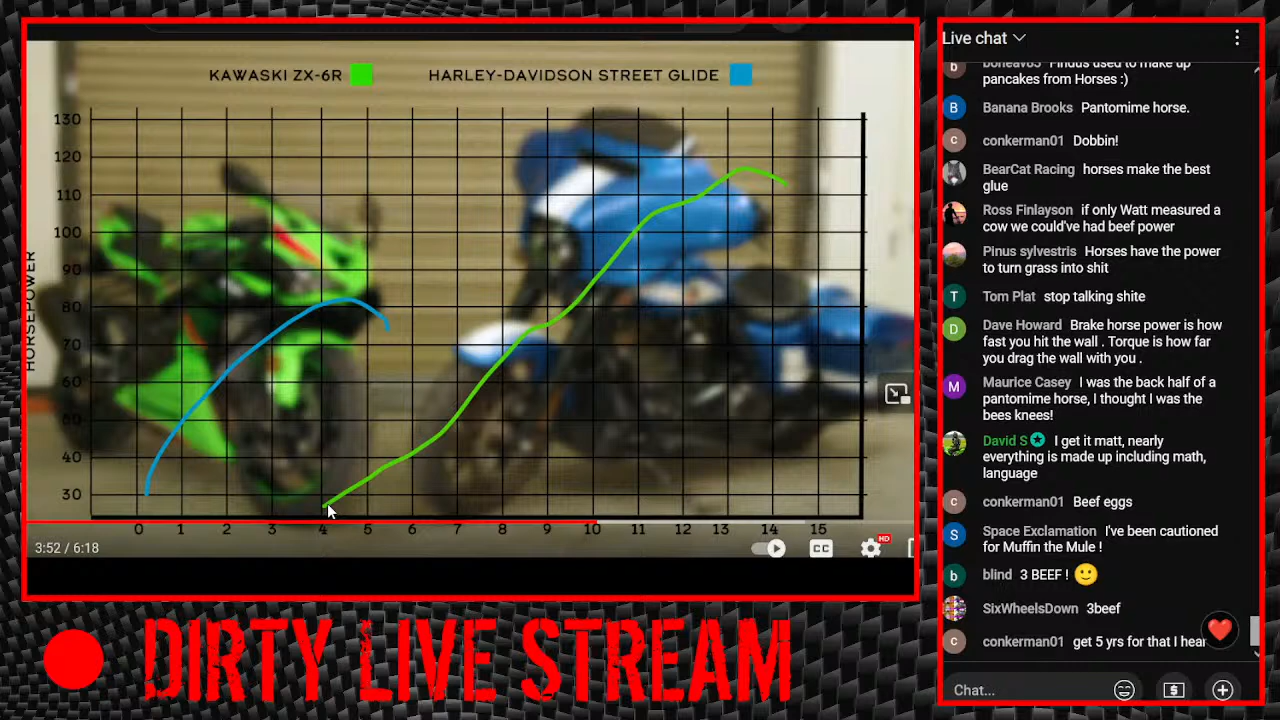 KAWASKI ZX-6R
HARLEY-DAVIDSON STREET GLIDE
HORSEPOWER
130
120
110
100
90
80
70
60
50
40
30
0 1 2 3 4 5 6 7 8 9 10 11 12 13 14 15
3:52 / 6:18
CC
HD
DIRTY LIVE STREAM
Live chat
pancakes from Horses :)
B Banana Brooks Pantomime horse.
c conkerman01 Dobbin!
BearCat Racing horses make the best
glue
Ross Finlayson if only Watt measured a
cow we could've had beef power
Pinus sylvestris Horses have the power
to turn grass into shit
T Tom Plat stop talking shite
D Dave Howard Brake horse power is how
fast you hit the wall . Torque is how far
you drag the wall with you .
M Maurice Casey I was the back half of a
pomtomime horse, I thought I was the
bees knees!
David S I get it matt, nearly
everything is made up including math,
language
c conkerman01 Beef eggs
S Space Exclamation I've been cautioned
for Muffin the Mule !
b blind 3 BEEF !
SixWheelsDown 3beef
c conkerman01 get 5 yrs for that I hear
Chat...
$